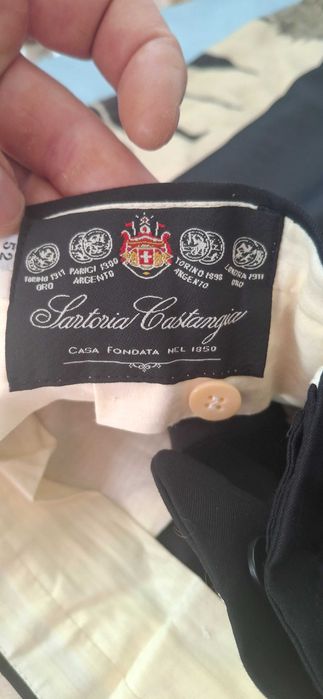 52
TORINO 1911
ORO
PARIGI 1900
ARGENTO
TORINO 1898
ARGENTO
LONDRA 1911
ORO
Sartoria Castangia
CASA FONDATA NEL 1850